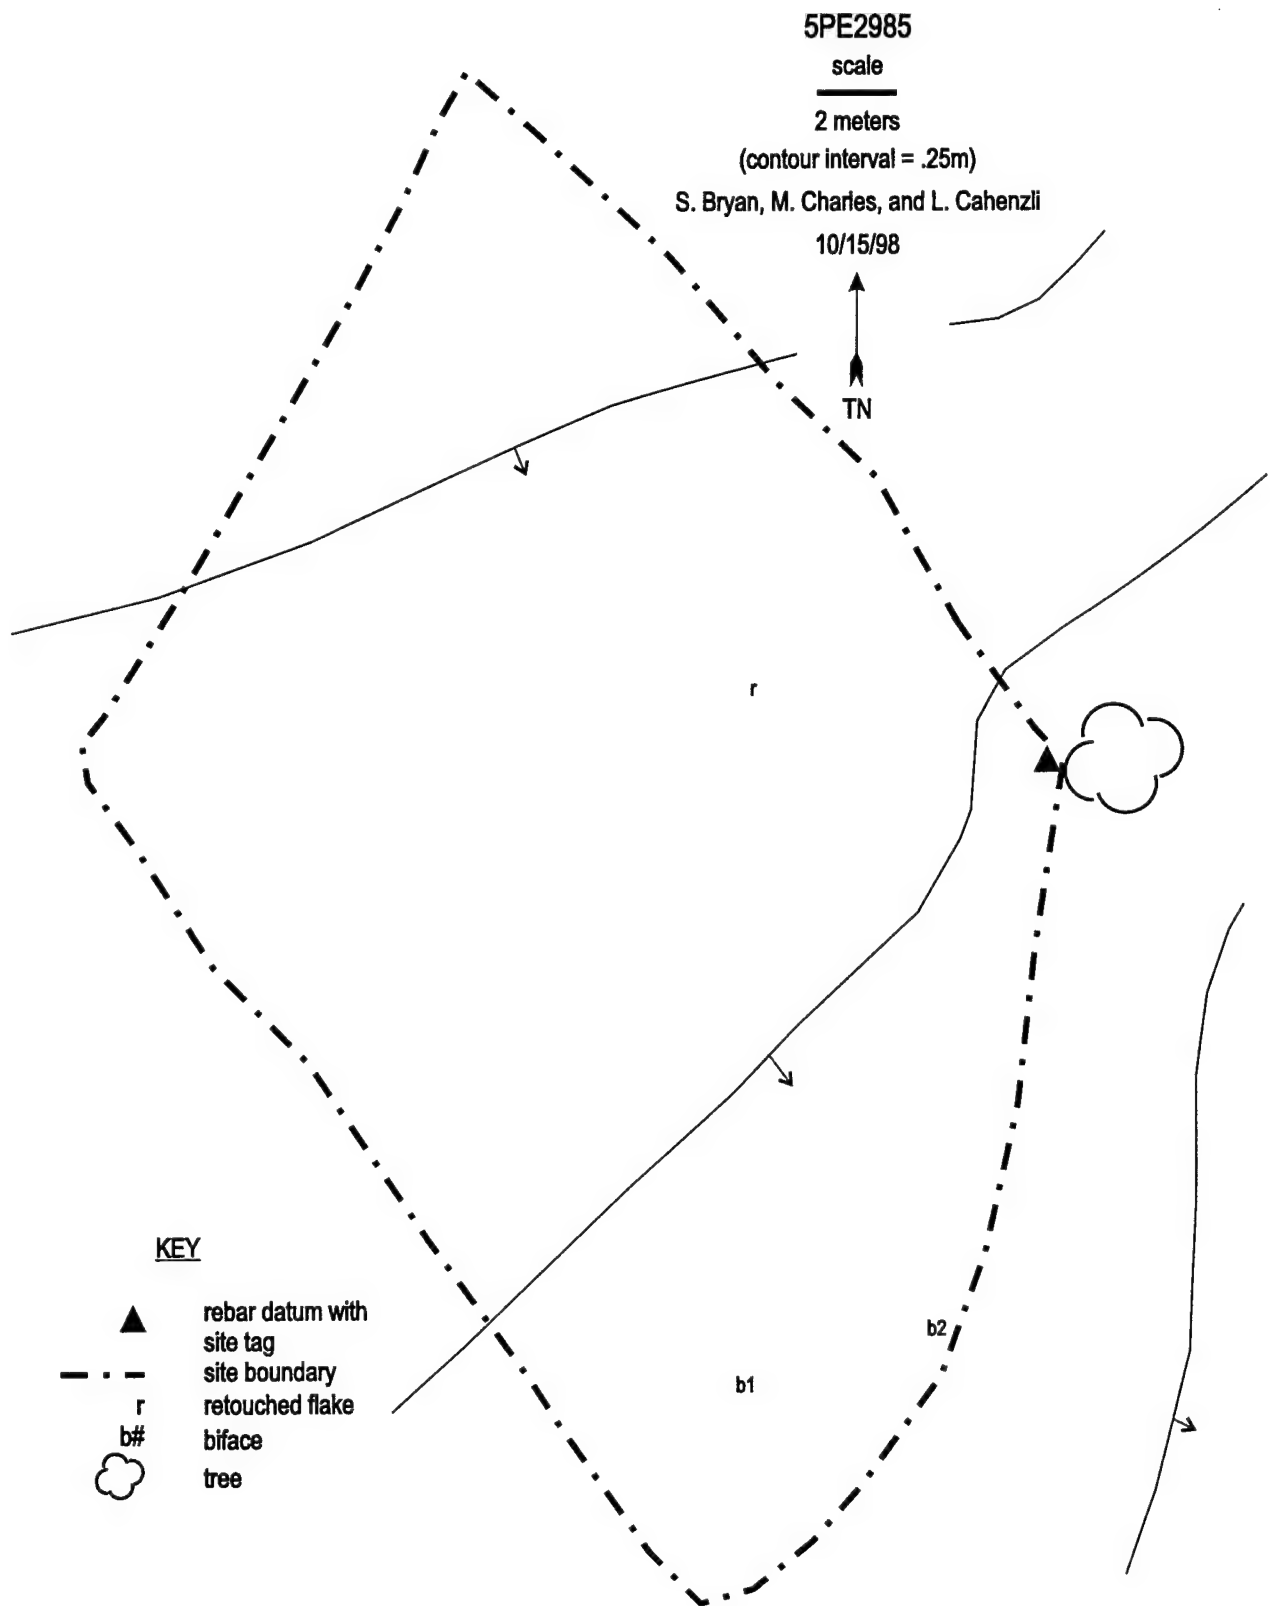 5PE2985
scale
2 meters
(contour interval = .25m)
S. Bryan, M. Charles, and L. Cahenzli
10/15/98
TN
r
b2
b1
KEY
rebar datum with
site tag
site boundary
r retouched flake
b# biface
tree